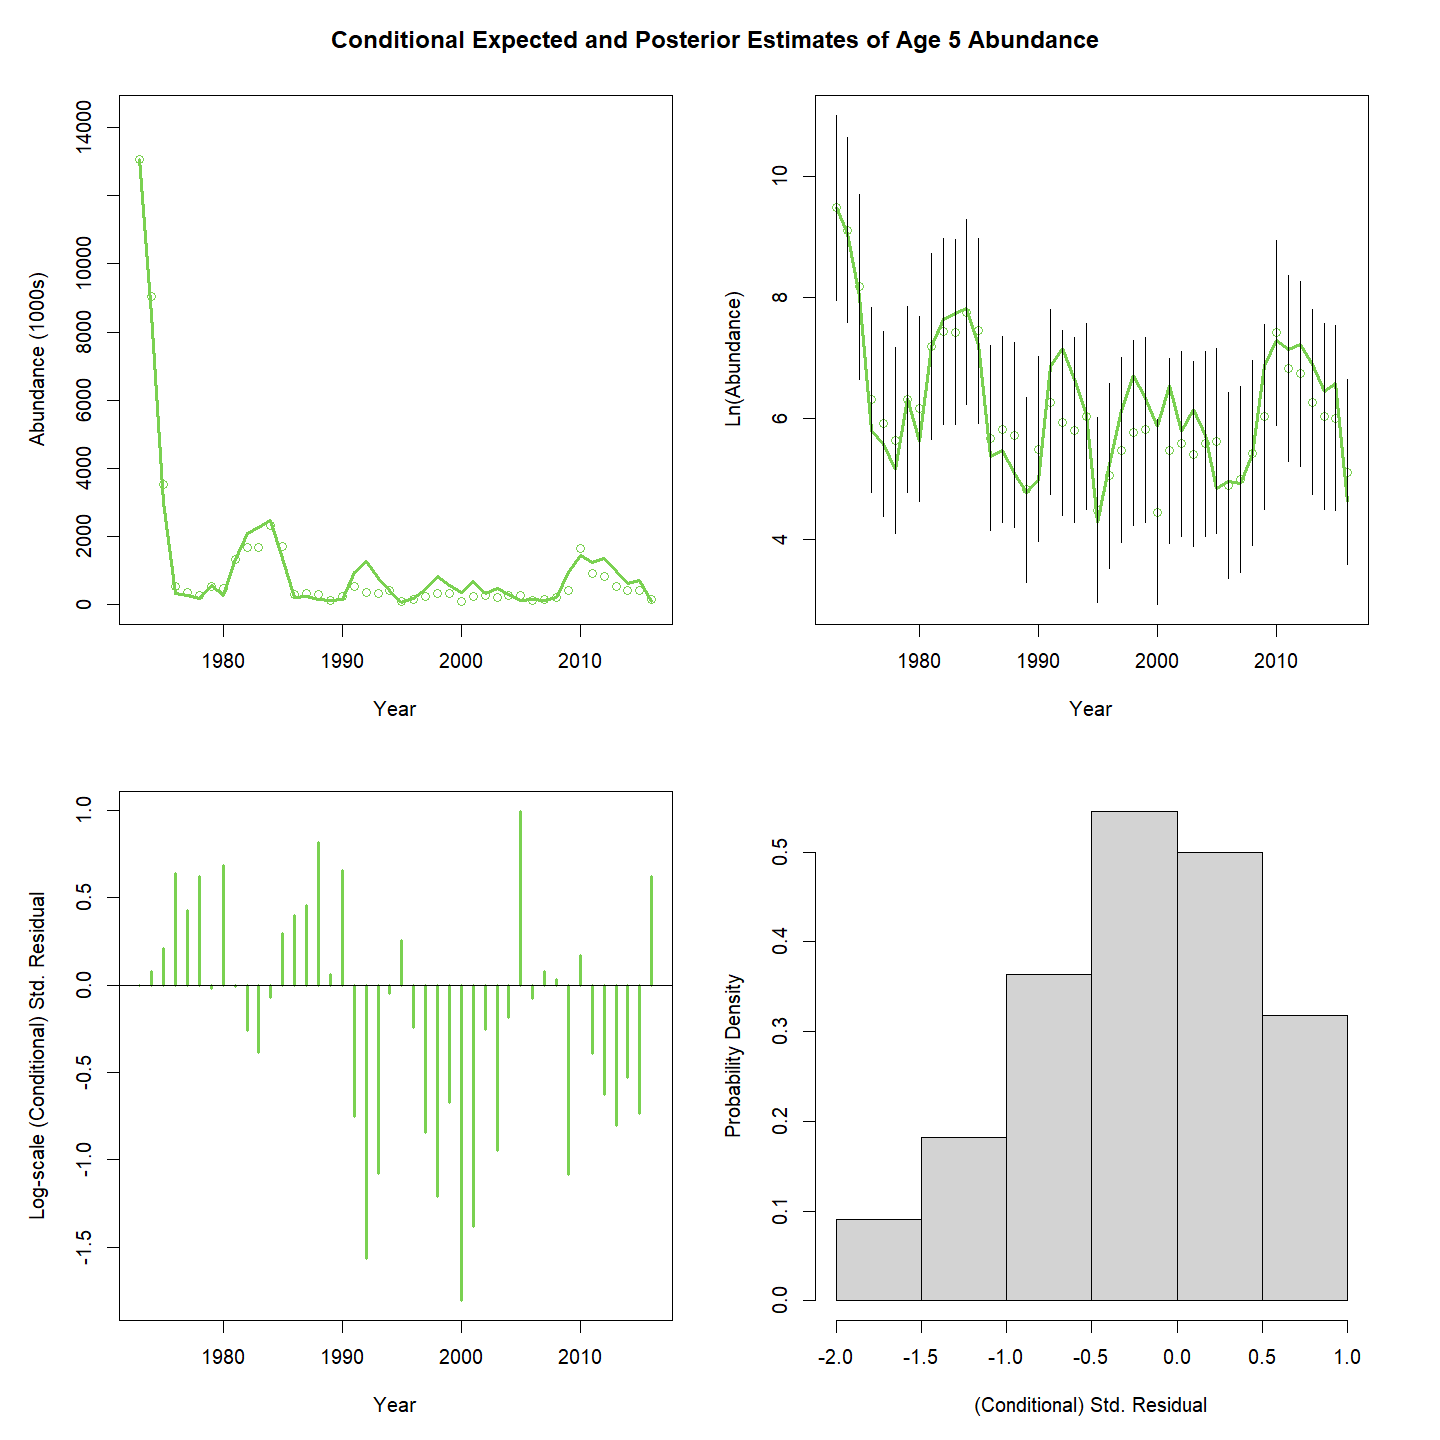 Conditional Expected and Posterior Estimates of Age 5 Abundance
Abundance (1000s)
0 2000 4000 6000 8000 10000 14000
1980 1990 2000 2010
Year
Ln(Abundance)
4 6 8 10
1980 1990 2000 2010
Year
Log-scale (Conditional) Std. Residual
-1.5 -1.0 -0.5 0.0 0.5 1.0
1980 1990 2000 2010
Year
Probability Density
0.0 0.1 0.2 0.3 0.4 0.5
-2.0 -1.5 -1.0 -0.5 0.0 0.5 1.0
(Conditional) Std. Residual